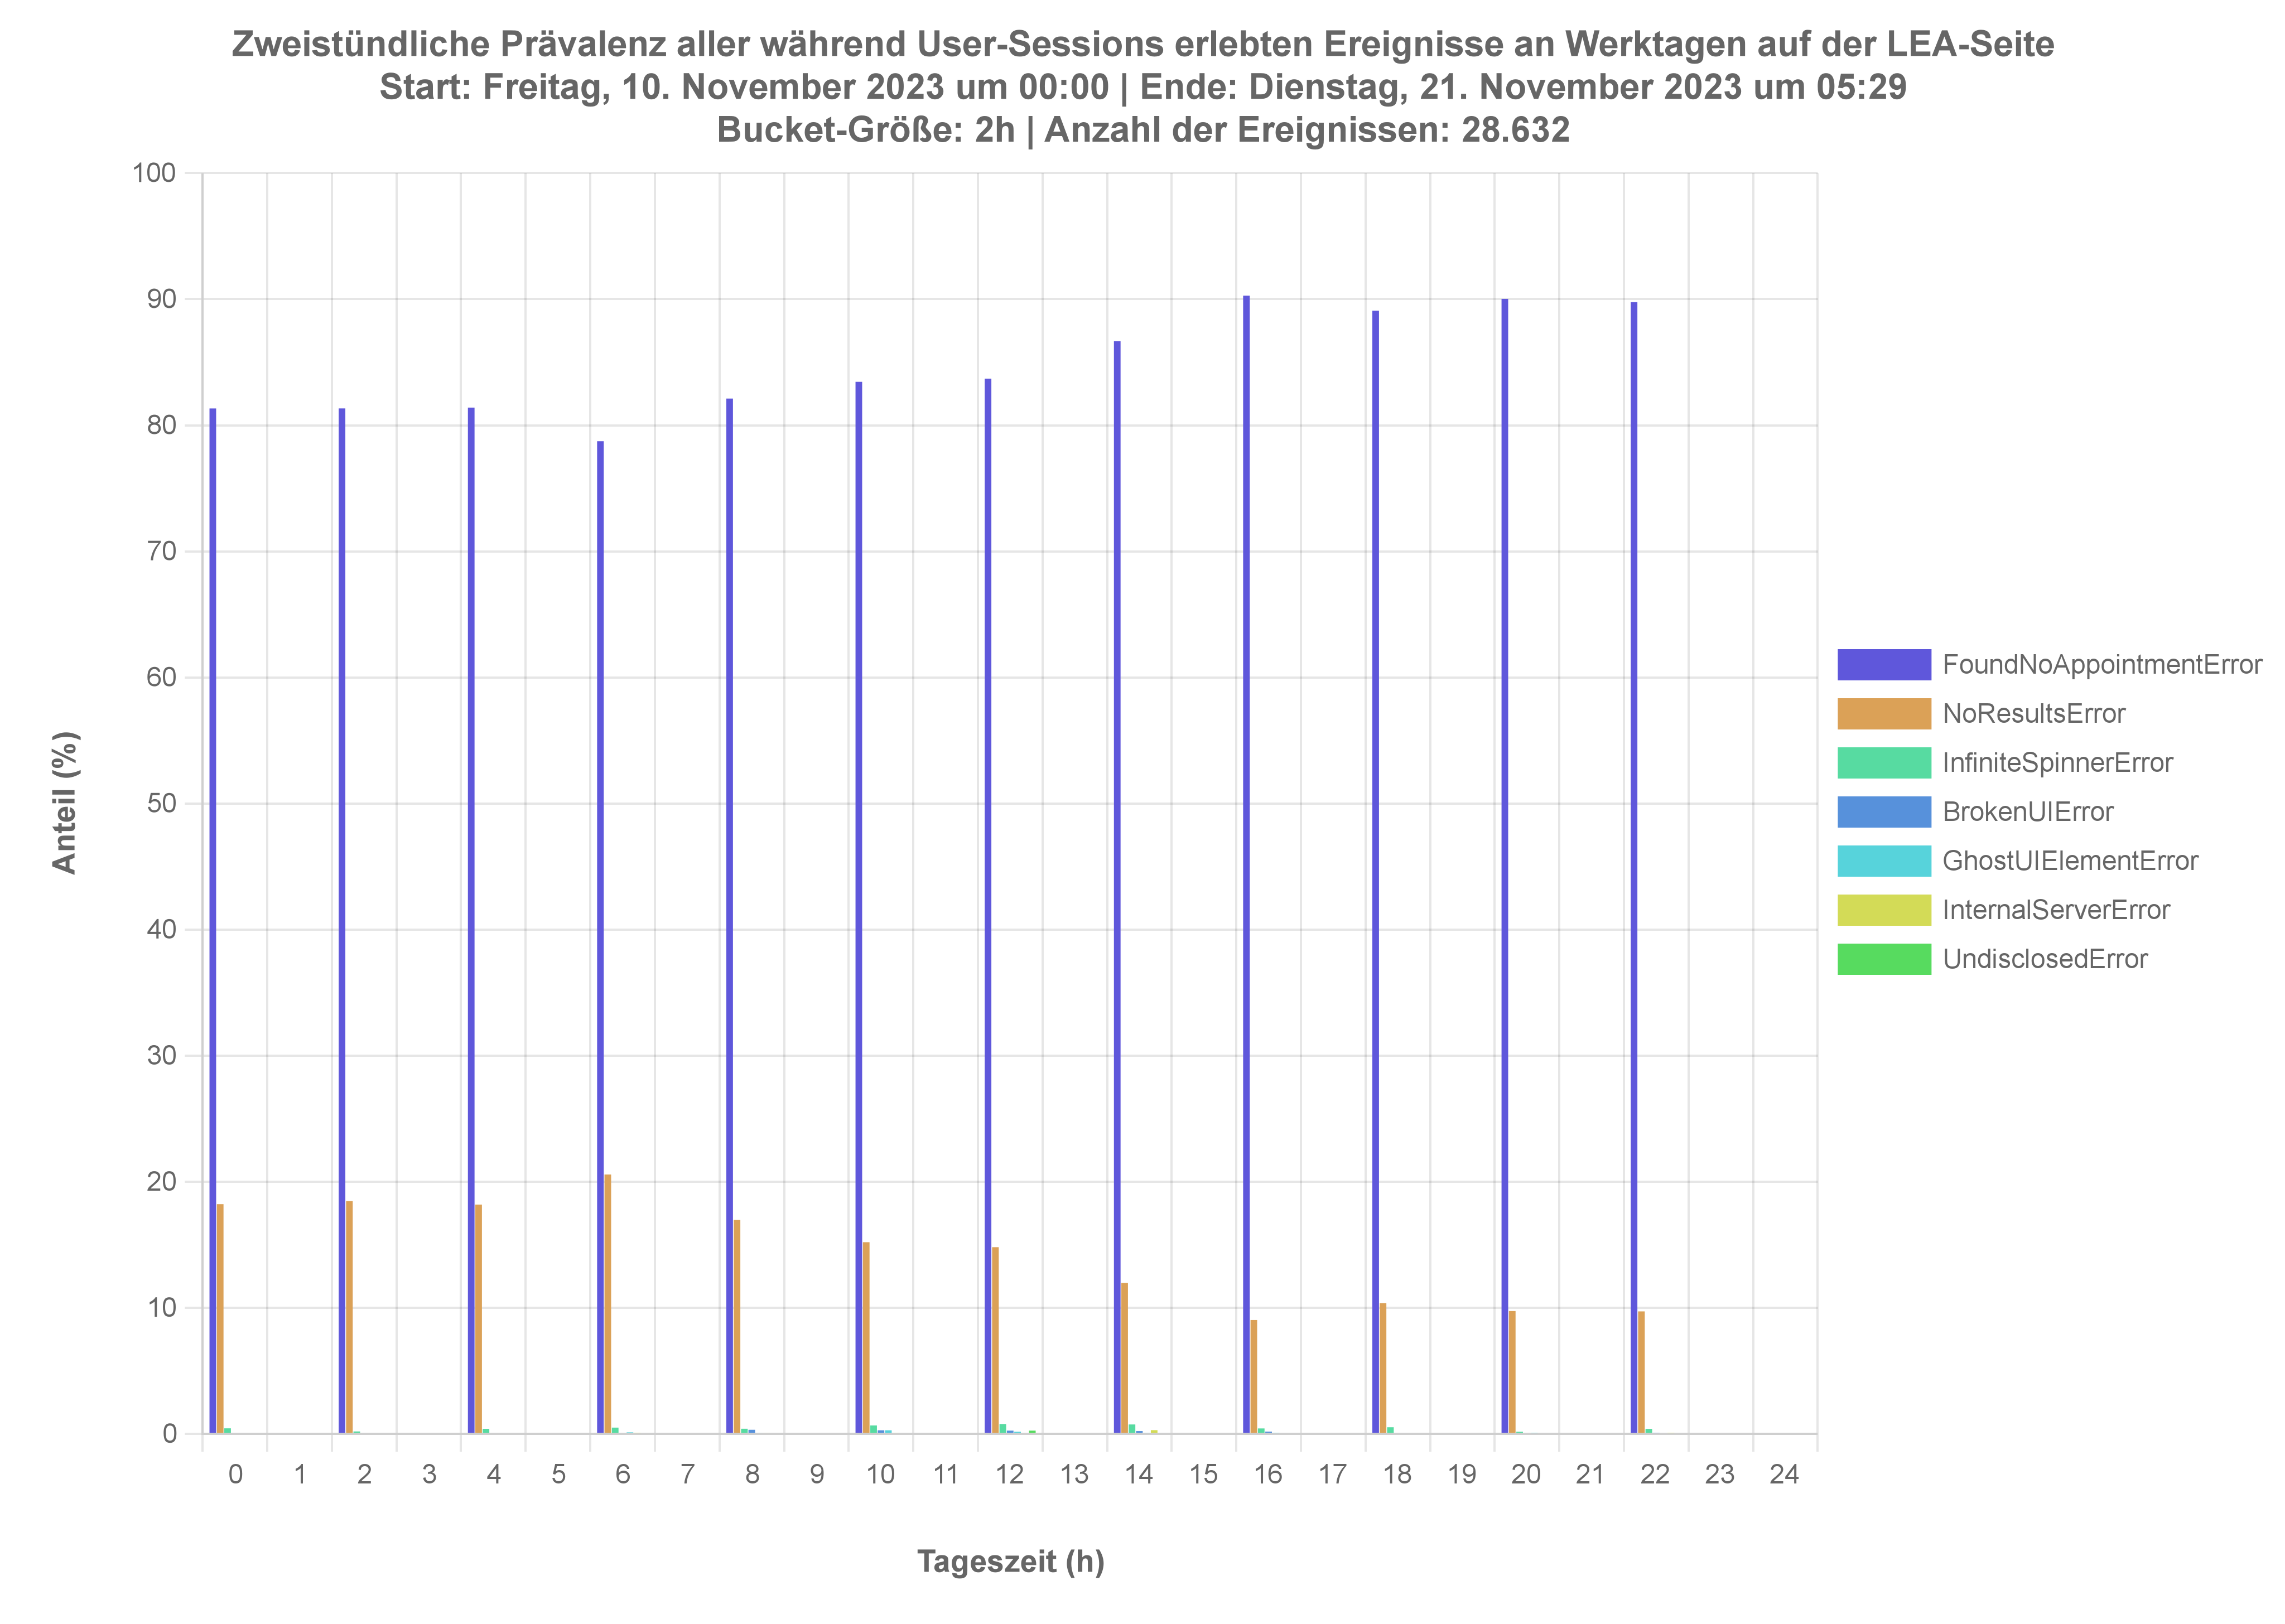 Zweistündliche Prävalenz aller während User-Sessions erlebten Ereignisse an Werktagen auf der LEA-Seite
Start: Freitag, 10. November 2023 um 00:00 | Ende: Dienstag, 21. November 2023 um 05:29
Bucket-Größe: 2h | Anzahl der Ereignissen: 28.632
100
90
80
70
60
50
40
30
20
10
0
Anteil (%)
0 1 2 3 4 5 6 7 8 9 10 11 12 13 14 15 16 17 18 19 20 21 22 23 24
Tageszeit (h)
FoundNoAppointmentError
NoResultsError
InfiniteSpinnerError
BrokenUIError
GhostUIElementError
InternalServerError
UndisclosedError